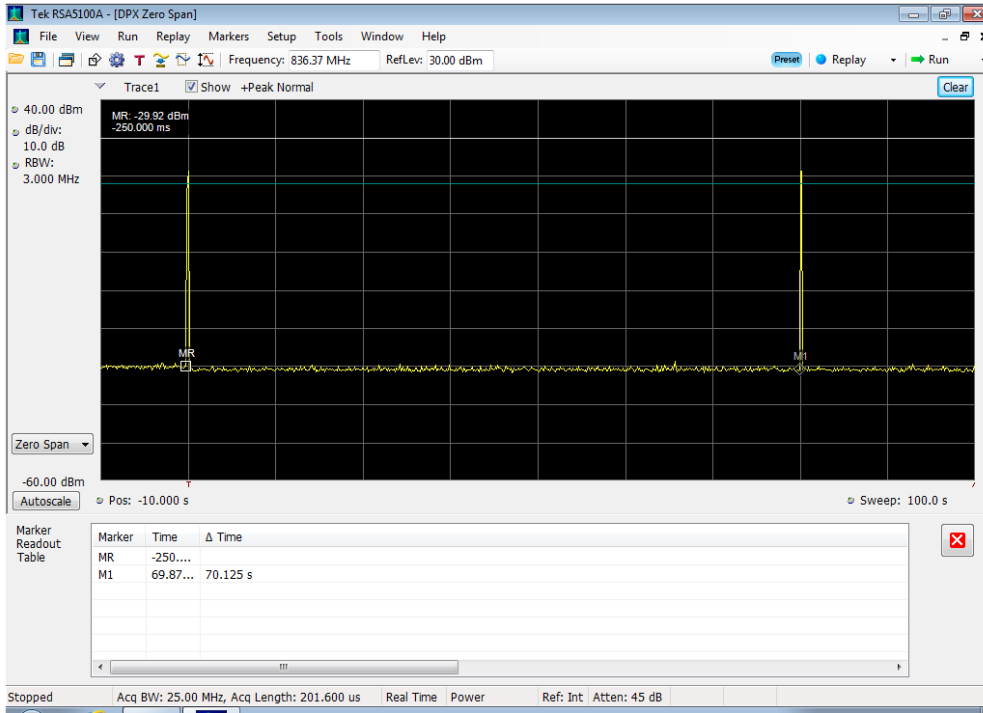 Tek RSA5100A - [DPX Zero Span]
File View Run Replay Markers Setup Tools Window Help
T Frequency: 836.37 MHz RefLev: 30.00 dBm Preset Replay Run
Trace1 Show +Peak Normal Clear
40.00 dBm
dB/div:
10.0 dB
RBW:
3.000 MHz
MR: -29.92 dBm
-250.000 ms
MR
M1
Zero Span
-60.00 dBm
T
Autoscale Pos: -10.000 s Sweep: 100.0 s
Marker
Readout
Table
Marker Time Δ Time
MR -250....
M1 69.87... 70.125 s
Stopped Acq BW: 25.00 MHz, Acq Length: 201.600 us Real Time Power Ref: Int Atten: 45 dB